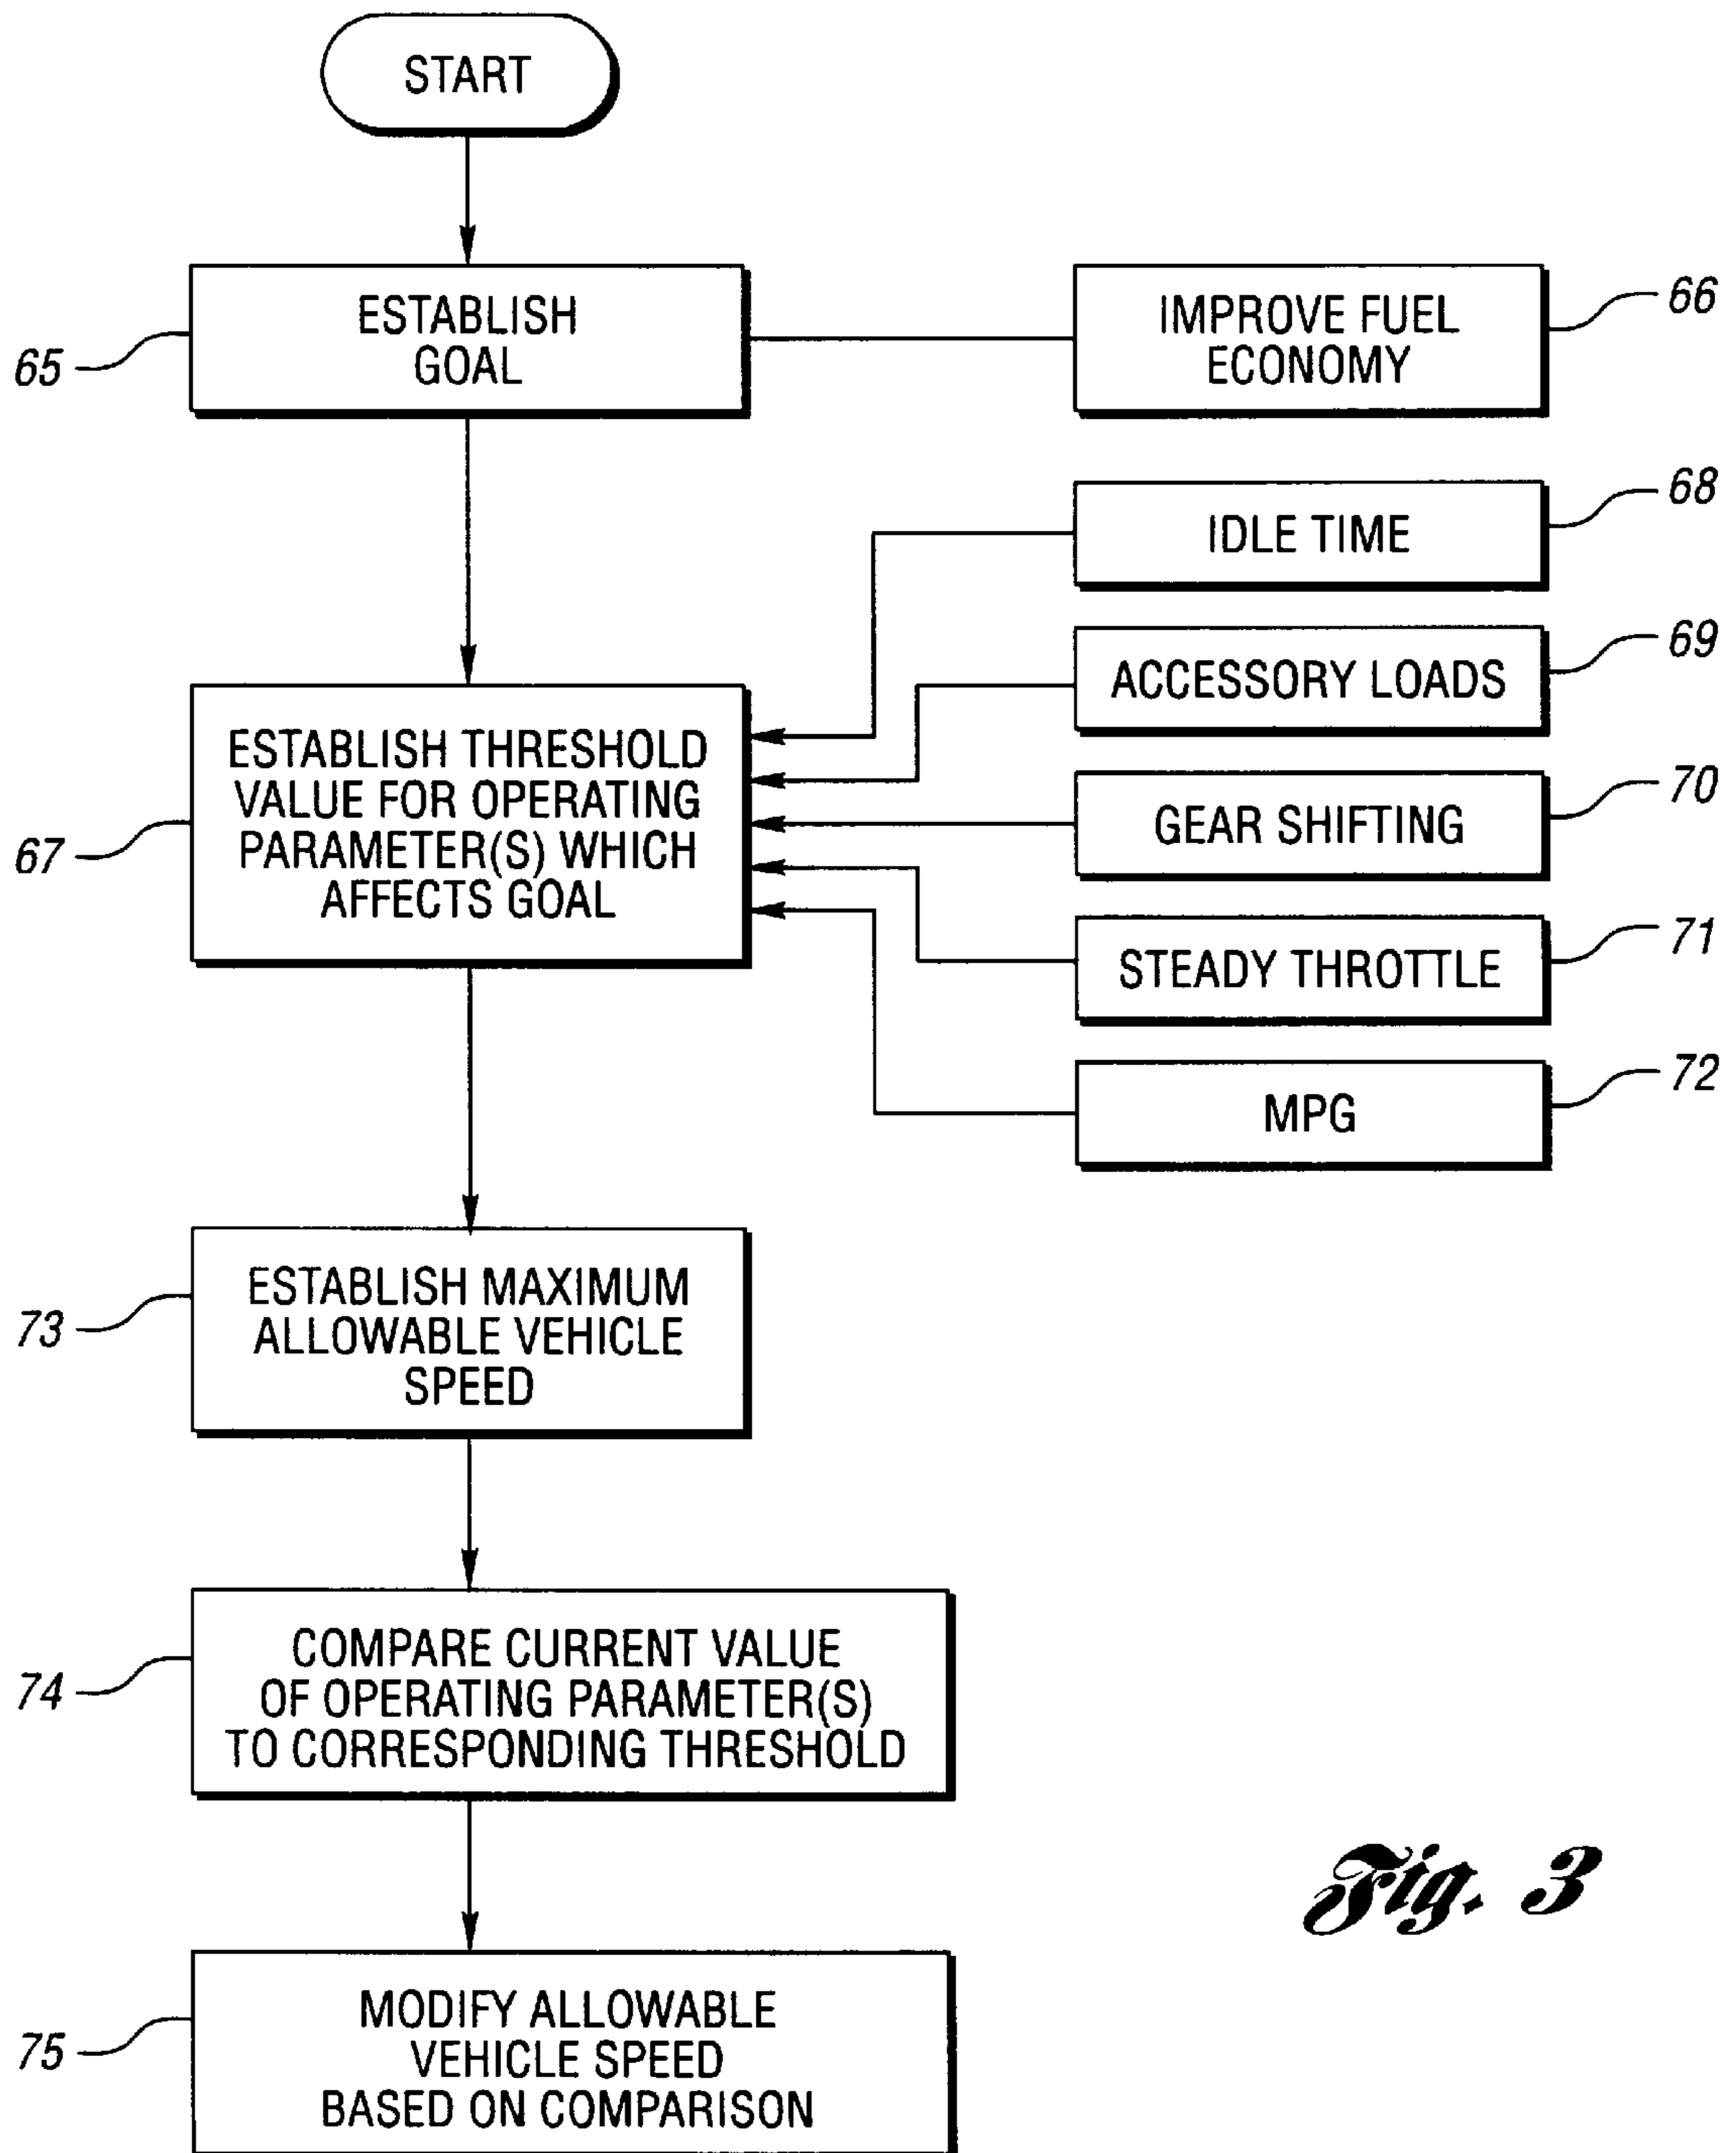 START
ESTABLISH
GOAL
65
IMPROVE FUEL
ECONOMY
66
IDLE TIME
68
ACCESSORY LOADS
69
ESTABLISH THRESHOLD
VALUE FOR OPERATING
PARAMETER(S) WHICH
AFFECTS GOAL
67
GEAR SHIFTING
70
STEADY THROTTLE
71
MPG
72
ESTABLISH MAXIMUM
ALLOWABLE VEHICLE
SPEED
73
COMPARE CURRENT VALUE
OF OPERATING PARAMETER(S)
TO CORRESPONDING THRESHOLD
74
MODIFY ALLOWABLE
VEHICLE SPEED
BASED ON COMPARISON
75
Fig. 3